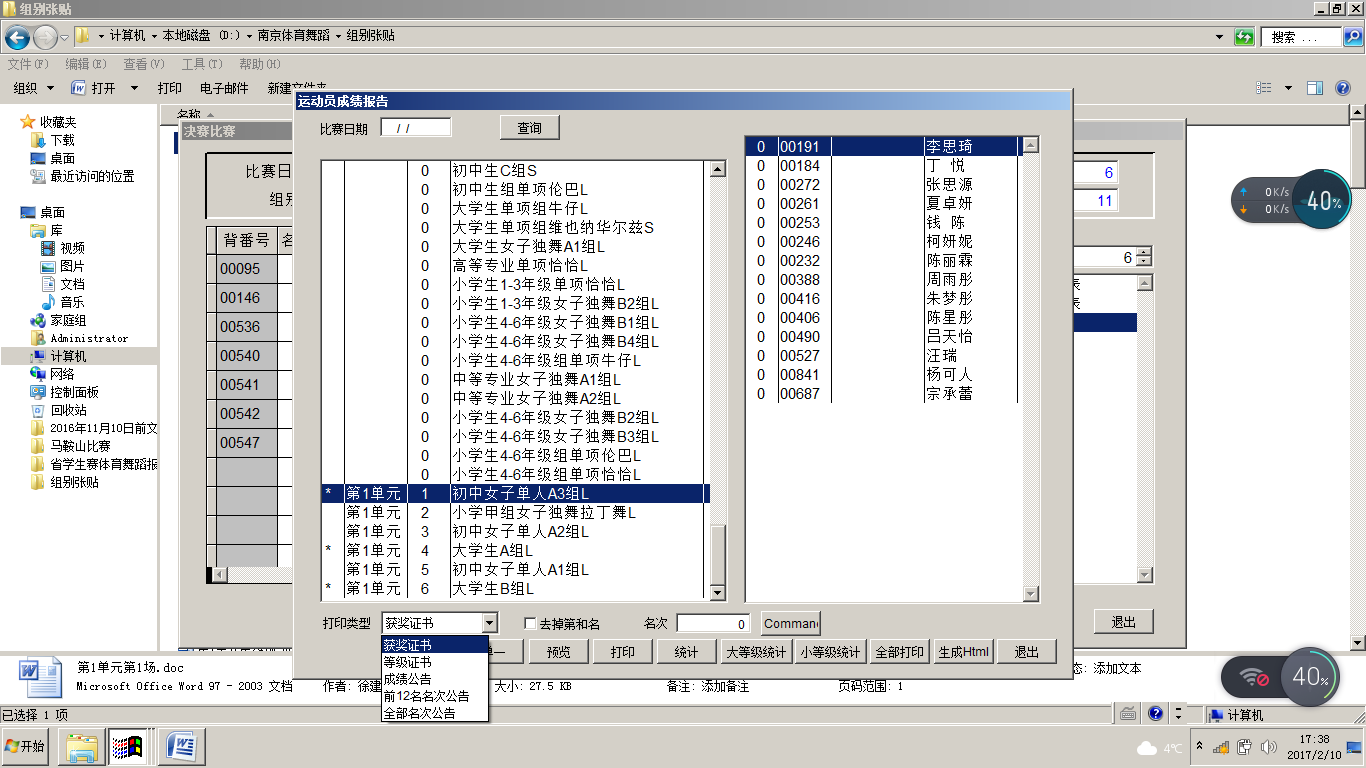 组别张贴
计算机 本地磁盘 (D:) 南京体育舞蹈 组别张贴
搜索 ...
文件(F) 编辑(E) 查看(V) 工具(T) 帮助(H)
组织 打开 打印 电子邮件 新建文件夹
收藏夹
下载
桌面
最近访问的位置
桌面
库
视频
图片
文档
音乐
家庭组
Administrator
计算机
网络
控制面板
回收站
2016年11月10日前文
马鞍山比赛
省学生赛体育舞蹈报
组别张贴
名称
决赛比赛
比赛日
组别
背番号 名
00095
00146
00536
00540
00541
00542
00547
6
11
6
表
表
退出
运动员成绩报告
比赛日期 / / 查询
0 初中生C组S
0 初中生组单项伦巴L
0 大学生单项组牛仔L
0 大学生单项组维也纳华尔兹S
0 大学生女子独舞A1组L
0 高等专业单项恰恰L
0 小学生1-3年级单项恰恰L
0 小学生1-3年级女子独舞B2组L
0 小学生4-6年级女子独舞B1组L
0 小学生4-6年级女子独舞B4组L
0 小学生4-6年级组单项牛仔L
0 中等专业女子独舞A1组L
0 中等专业女子独舞A2组L
0 小学生4-6年级女子独舞B2组L
0 小学生4-6年级女子独舞B3组L
0 小学生4-6年级组单项伦巴L
0 小学生4-6年级组单项恰恰L
* 第1单元 1 初中女子单人A3组L
第1单元 2 小学甲组女子独舞拉丁舞L
第1单元 3 初中女子单人A2组L
* 第1单元 4 大学生A组L
第1单元 5 初中女子单人A1组L
* 第1单元 6 大学生B组L
0 00191 李思琦
0 00184 丁 悦
0 00272 张思源
0 00261 夏卓妍
0 00253 钱 陈
0 00246 柯妍妮
0 00232 陈丽霖
0 00388 周雨彤
0 00416 朱梦彤
0 00406 陈星彤
0 00490 吕天怡
0 00527 汪瑞
0 00841 杨可人
0 00687 宗承蕾
打印类型 获奖证书 去掉第和名 名次 0 Comman
获奖证书
等级证书
成绩公告
前12名名次公告
全部名次公告
单一 预览 打印 统计 大等级统计 小等级统计 全部打印 生成Html 退出
第1单元第1场.doc
Microsoft Office Word 97 - 2003 文档
作者: 徐建
大小: 27.5 KB
备注: 添加备注
页码范围: 1
态: 添加文本
已选择 1 项
计算机
0K/s
0K/s
40%
40%
开始
4℃
17:38
2017/2/10